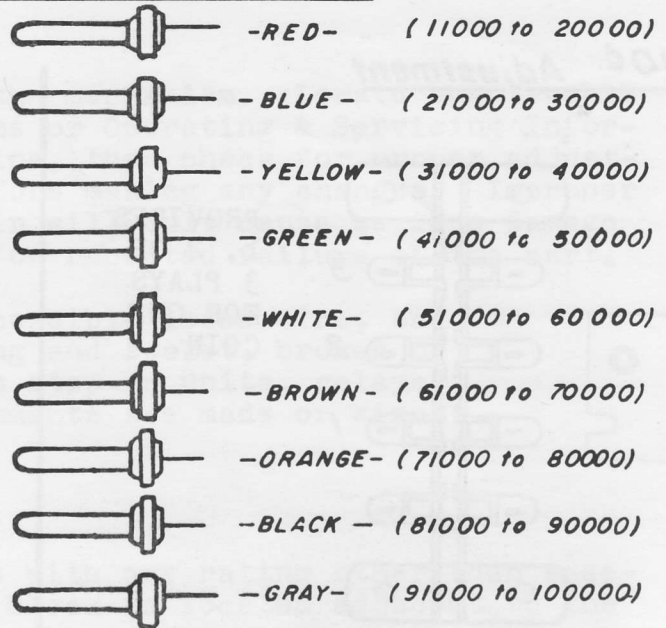 -RED- (11000 to 20000)
-BLUE- (21000 to 30000)
-YELLOW- (31000 to 40000)
-GREEN- (41000 to 50000)
-WHITE- (51000 to 60000)
-BROWN- (61000 to 70000)
-ORANGE- (71000 to 80000)
-BLACK- (81000 to 90000)
-GRAY- (91000 to 100000)